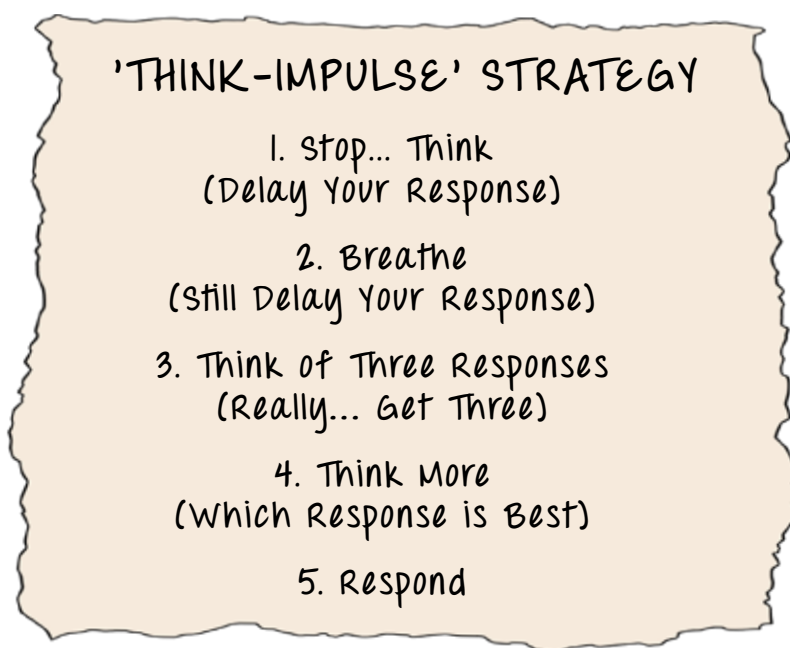 'THINK-IMPULSE' STRATEGY
1. Stop... Think
(Delay Your Response)
2. Breathe
(Still Delay Your Response)
3. Think of Three Responses
(Really... Get Three)
4. Think More
(Which Response is Best)
5. Respond